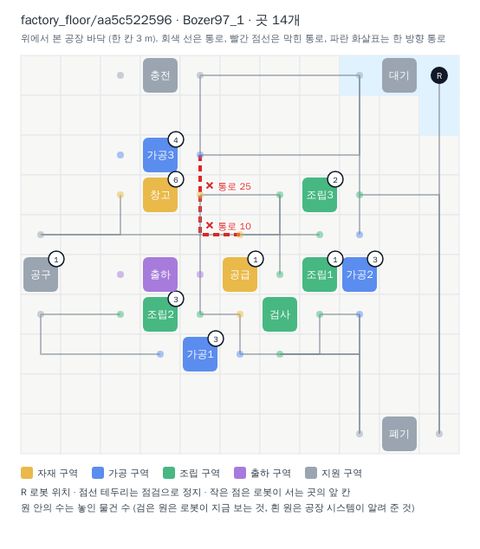 factory_floor/aa5c522596 · Bozer97_1 · 곳 14개
위에서 본 공장 바닥 (한 칸 3 m). 회색 선은 통로, 빨간 점선은 막힌 통로, 파란 화살표는 한 방향 통로
충전
대기
R
4
가공3
6
창고
× 통로 25
2
조립3
× 통로 10
1
공구
출하
1
공급
1
조립1
3
가공2
3
조립2
검사
3
가공1
폐기
자재 구역
가공 구역
조립 구역
출하 구역
지원 구역
R 로봇 위치 · 점선 테두리는 점검으로 정지 · 작은 점은 로봇이 서는 곳의 앞 칸
원 안의 수는 놓인 물건 수 (검은 원은 로봇이 지금 보는 것, 흰 원은 공장 시스템이 알려 준 것)